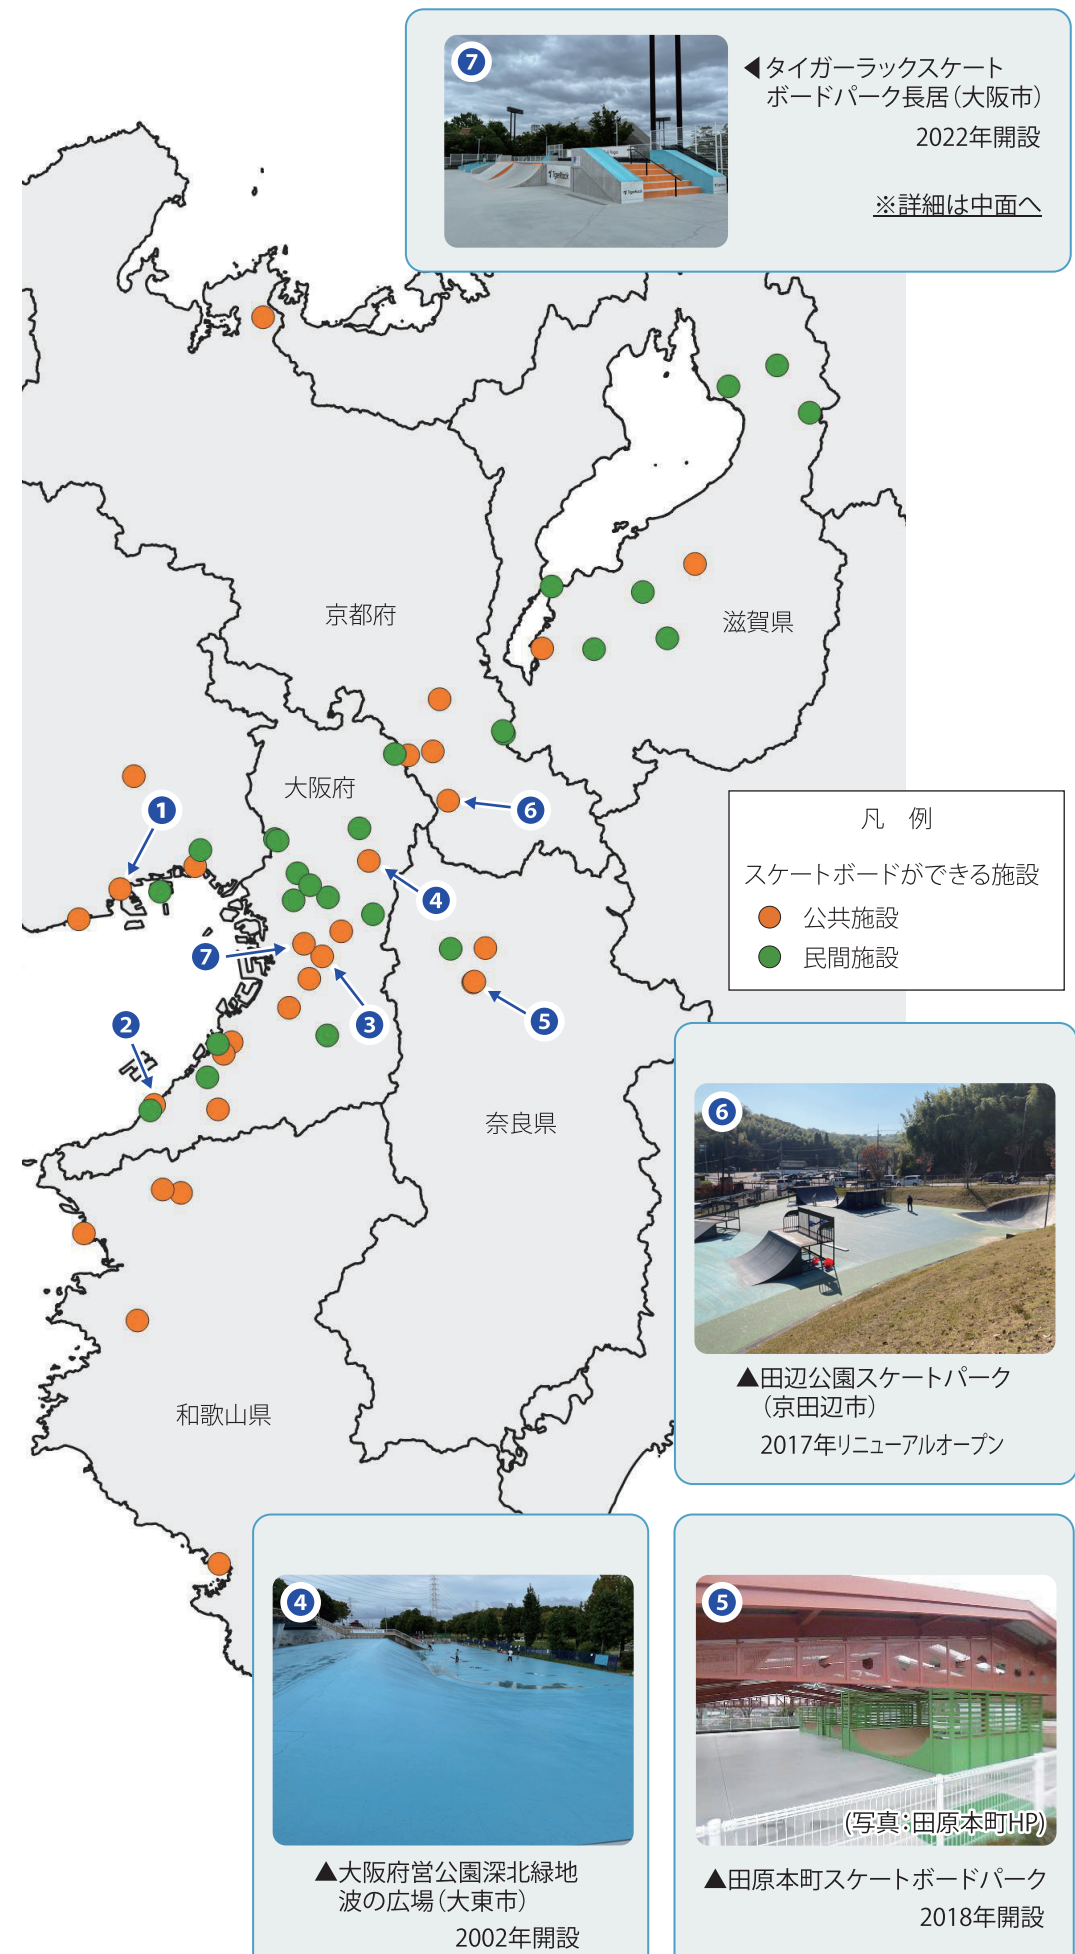 7
◀タイガーラックスケート
ボードパーク長居（大阪市）
2022年開設
※詳細は中面へ
京都府
滋賀県
大阪府
1
6
4
7
3
5
2
凡 例
スケートボードができる施設
公共施設
民間施設
奈良県
和歌山県
6
▲田辺公園スケートパーク
（京田辺市）
2017年リニューアルオープン
4
▲大阪府営公園深北緑地
波の広場（大東市）
2002年開設
5
(写真：田原本町HP)
▲田原本町スケートボードパーク
2018年開設